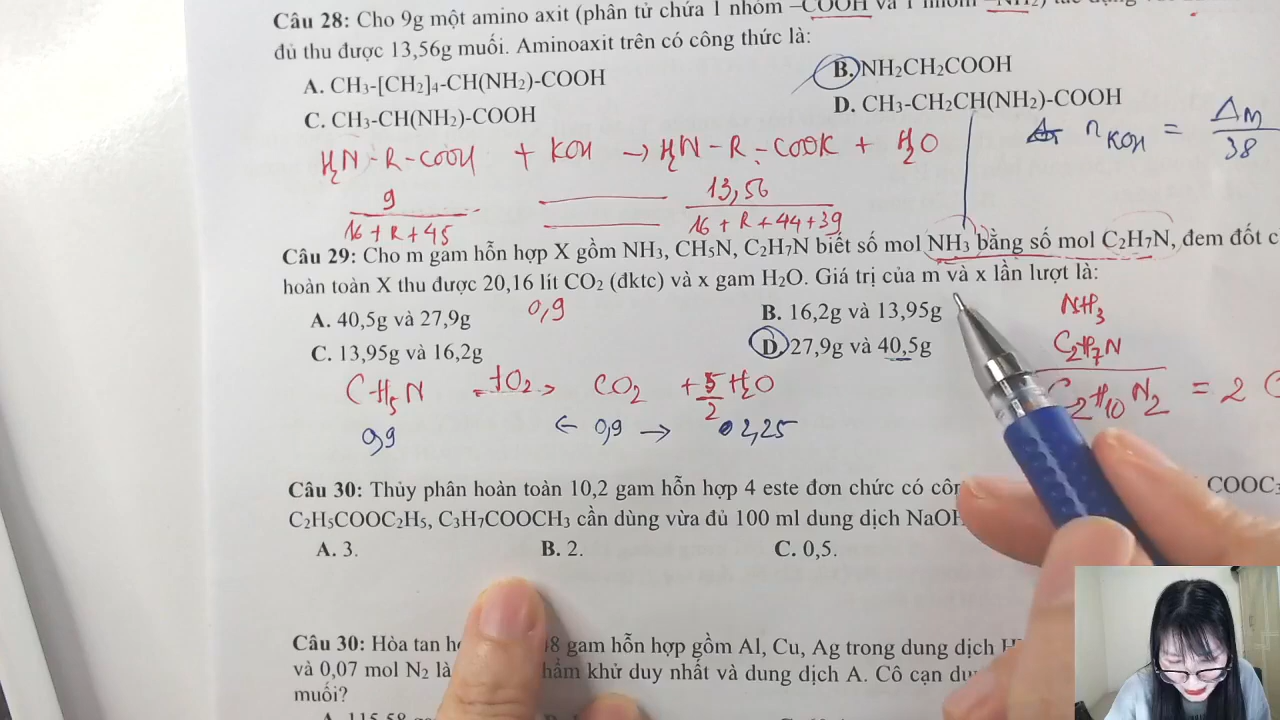 Câu 28: Cho 9g một amino axit (phân tử chứa 1 nhóm –COOH và 1 nhóm –NH₂)
đủ thu được 13,56g muối. Aminoaxit trên có công thức là:
A. CH₃-[CH₂]₄-CH(NH₂)-COOH
B. NH₂CH₂COOH
C. CH₃-CH(NH₂)-COOH
D. CH₃-CH₂CH(NH₂)-COOH
H₂N-R-COOH + KOH → H₂N-R-COOK + H₂O
n KOH = Δm/38
9/(16+R+45) = 13,56/(16+R+44+39)
Câu 29: Cho m gam hỗn hợp X gồm NH₃, CH₅N, C₂H₇N biết số mol NH₃ bằng số mol C₂H₇N, đem đốt c
hoàn toàn X thu được 20,16 lít CO₂ (đktc) và x gam H₂O. Giá trị của m và x lần lượt là:
0,9
A. 40,5g và 27,9g
B. 16,2g và 13,95g
C. 13,95g và 16,2g
D. 27,9g và 40,5g
NH₃
C₂H₇N
C₂H₁₀N₂ = 2 C
CH₅N +O₂→ CO₂ + 5/2 H₂O
0,9 ← 0,9 → 2,25
Câu 30: Thủy phân hoàn toàn 10,2 gam hỗn hợp 4 este đơn chức có côn
COOC₃
C₂H₅COOC₂H₅, C₃H₇COOCH₃ cần dùng vừa đủ 100 ml dung dịch NaOH
A. 3.
B. 2.
C. 0,5.
Câu 30: Hòa tan h 8 gam hỗn hợp gồm Al, Cu, Ag trong dung dịch H
và 0,07 mol N₂ là phẩm khử duy nhất và dung dịch A. Cô cạn du
muối?